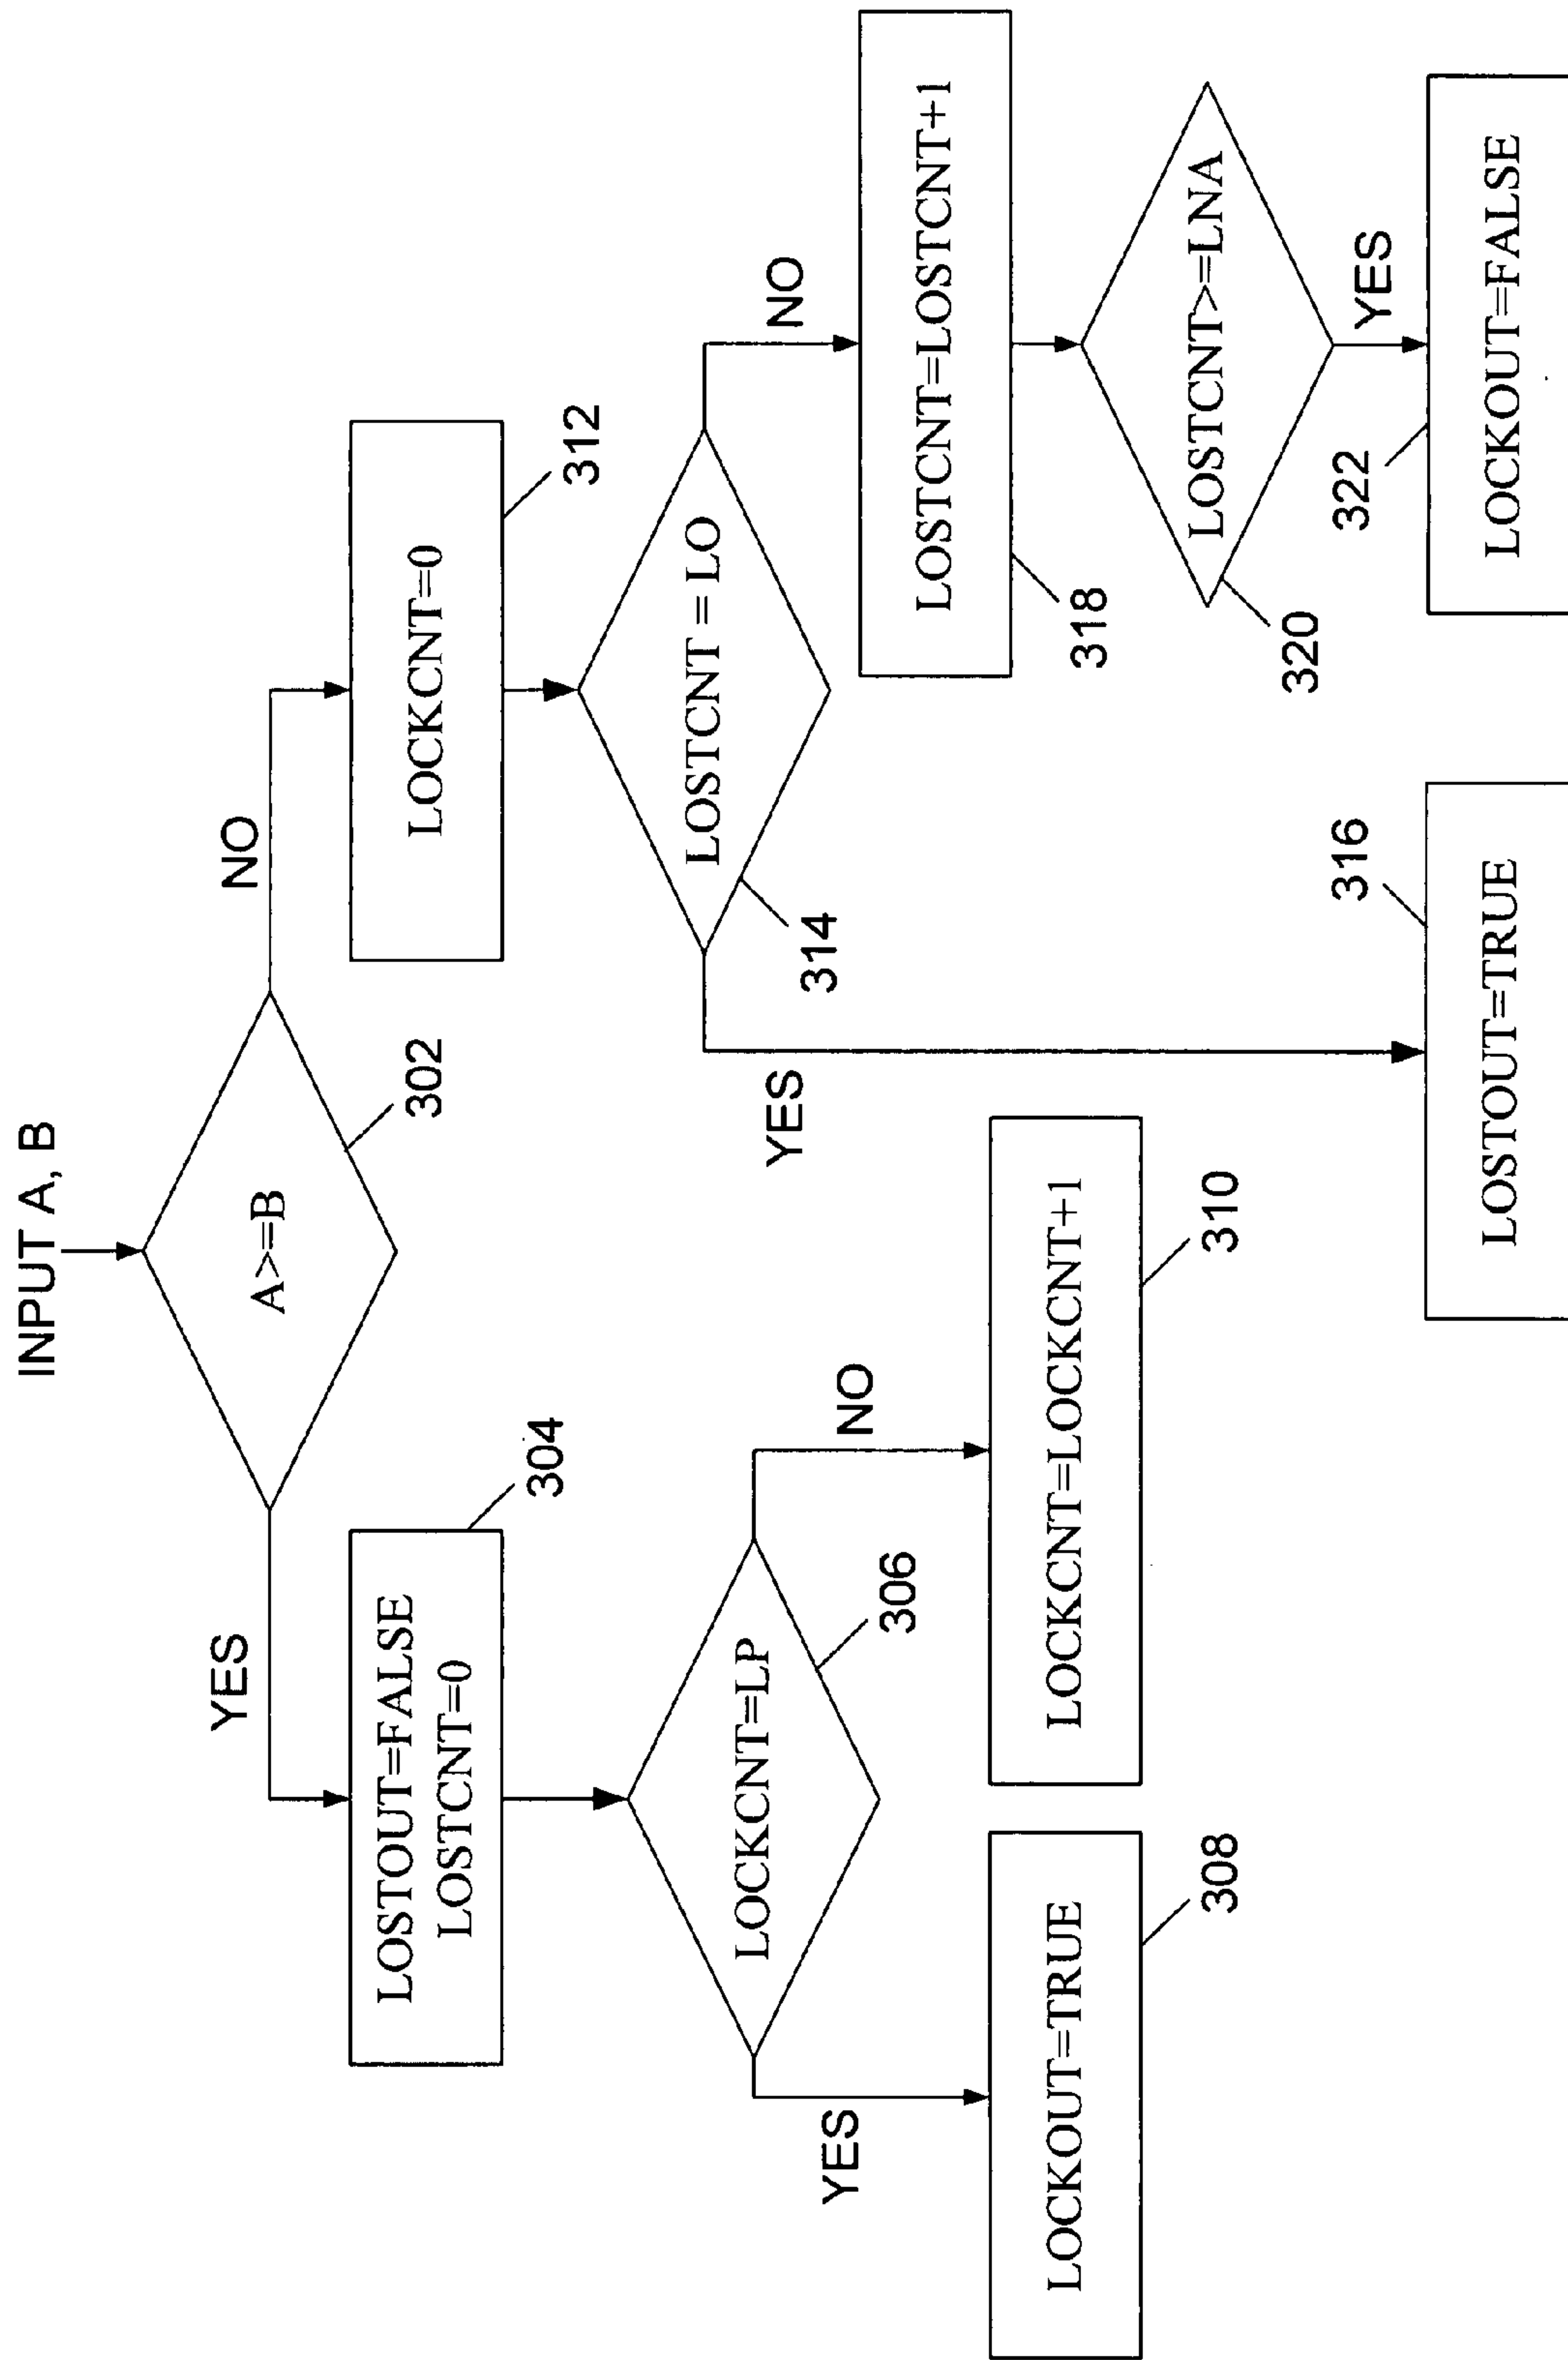 INPUT A, B
A>=B
302
YES
NO
LOSTOUT=FALSE
LOSTCNT=0
304
LOCKCNT=0
312
LOCKCNT=LP
306
YES
NO
LOCKOUT=TRUE
308
LOCKCNT=LOCKCNT+1
310
LOSTCNT = LO
314
YES
NO
LOSTOUT=TRUE
316
LOSTCNT=LOSTCNT+1
318
LOSTCNT>=LNA
320
YES
LOCKOUT=FALSE
322